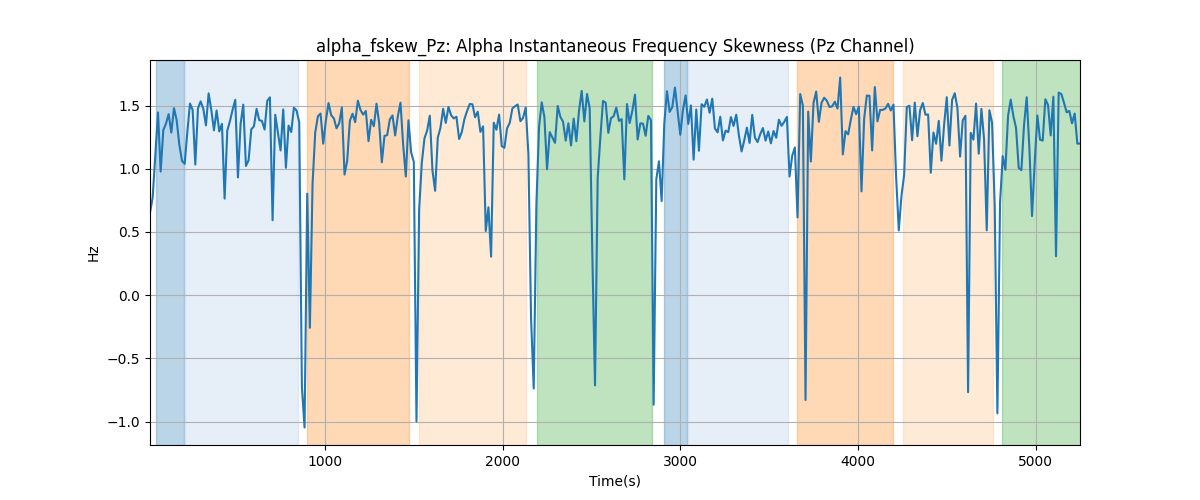 alpha_fskew_Pz: Alpha Instantaneous Frequency Skewness (Pz Channel)
1.5
1.0
0.5
0.0
−0.5
−1.0
Hz
1000 2000 3000 4000 5000
Time(s)